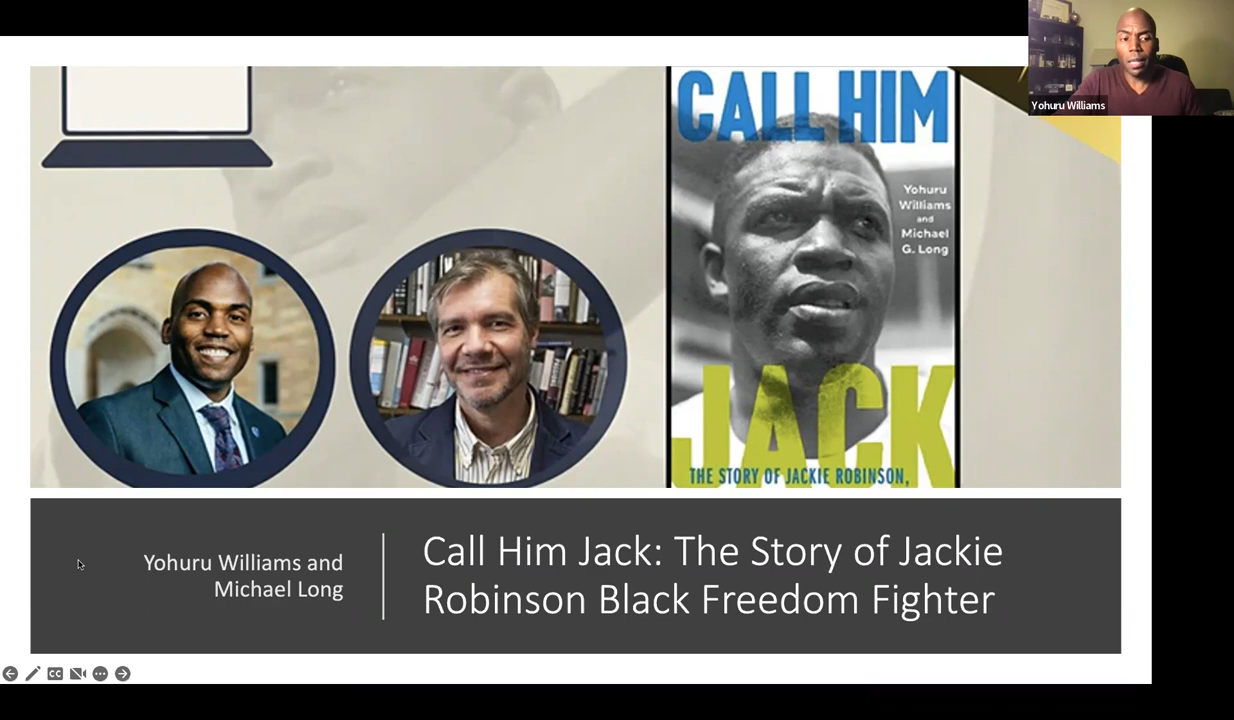 Yohuru Williams
CALL HIM
Yohuru
Williams
and
Michael
G. Long
JACK
THE STORY OF JACKIE ROBINSON,
Yohuru Williams and
Michael Long
Call Him Jack: The Story of Jackie
Robinson Black Freedom Fighter
CC